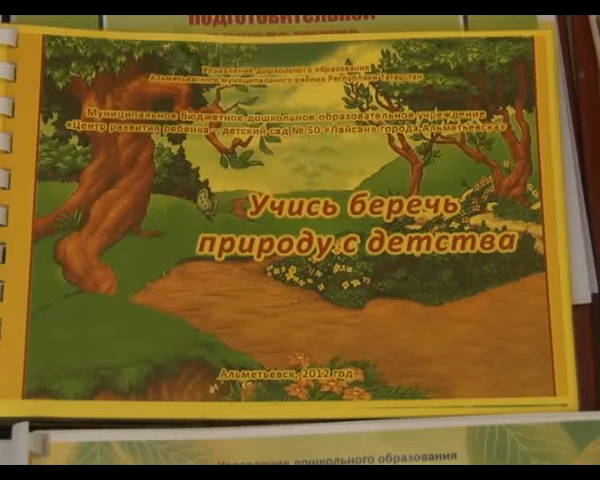 ПОДГОТОВИТЕЛЬНОЙ
Управление дошкольного образования
Альметьевского муниципального района Республики Татарстан
Муниципальное бюджетное дошкольное образовательное учреждение
«Центр развития ребенка – детский сад № 50 «Ләйсән» города Альметьевска»
Учись беречь
природу с детства
Альметьевск, 2012 год
Управление дошкольного образования